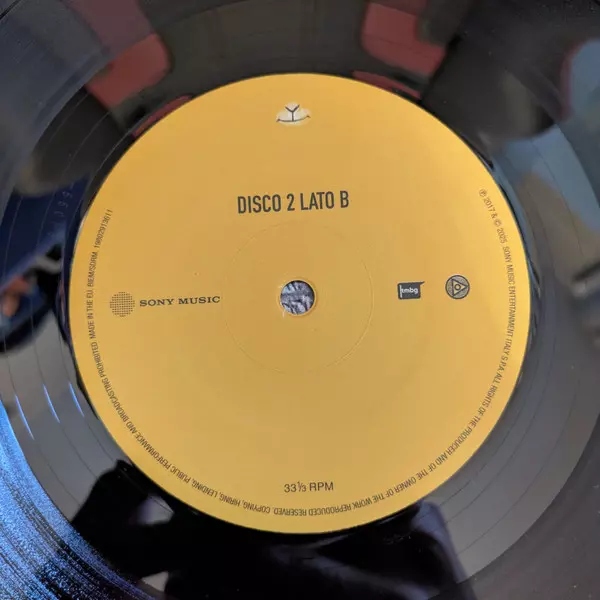 DISCO 2 LATO B
SONY MUSIC
tmbg
33⅓ RPM
℗ 2017 & © 2025 SONY MUSIC ENTERTAINMENT ITALY S.P.A. ALL RIGHTS OF THE PRODUCER AND OF THE OWNER OF THE WORK REPRODUCED RESERVED. COPYING, HIRING, LENDING, PUBLIC PERFORMANCE AND BROADCASTING PROHIBITED. MADE IN THE EU. BIEM/SDRM.